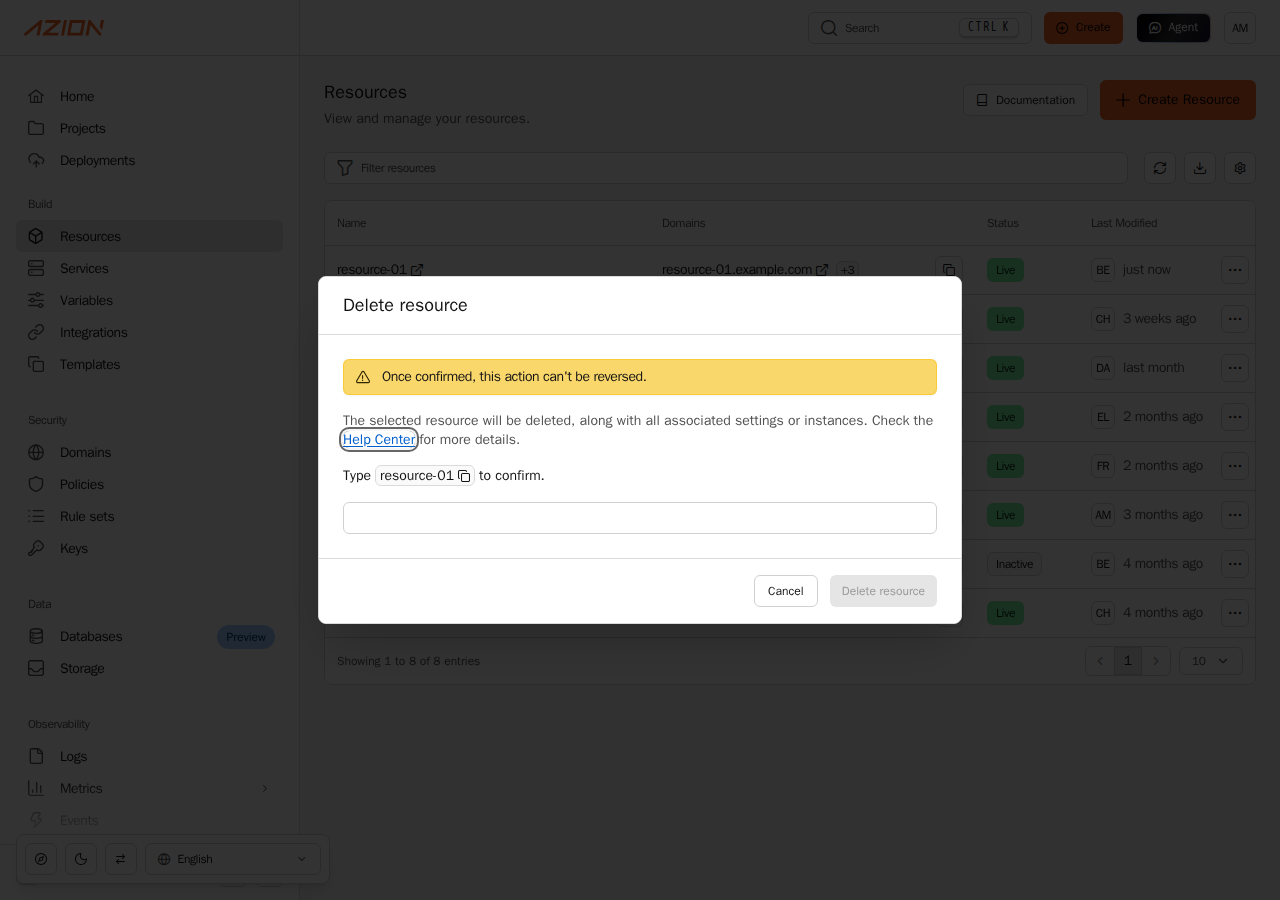 AZION
Search CTRL K
Create
Agent
AM
Home
Projects
Deployments
Build
Resources
Services
Variables
Integrations
Templates
Security
Domains
Policies
Rule sets
Keys
Data
Databases Preview
Storage
Observability
Logs
Metrics
Events
English
Resources
View and manage your resources.
Documentation
Create Resource
Filter resources
Name Domains Status Last Modified
resource-01 resource-01.example.com +3 Live BE just now
Live CH 3 weeks ago
Live DA last month
Live EL 2 months ago
Live FR 2 months ago
Live AM 3 months ago
Inactive BE 4 months ago
Live CH 4 months ago
Showing 1 to 8 of 8 entries
1
10
Delete resource
Once confirmed, this action can't be reversed.
The selected resource will be deleted, along with all associated settings or instances. Check the
Help Center for more details.
Type resource-01 to confirm.
Cancel
Delete resource